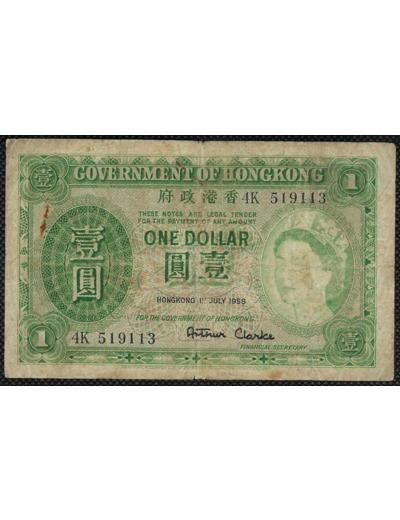 壹 GOVERNMENT OF HONGKONG 1
府政港香 4K 519113
THESE NOTES ARE LEGAL TENDER
FOR THE PAYMENT OF ANY AMOUNT
ONE DOLLAR
壹圓
圓壹
HONGKONG 1ST JULY 1958
FOR THE GOVERNMENT OF HONGKONG.
1 4K 519113 Arthur Clarke 壹
FINANCIAL SECRETARY